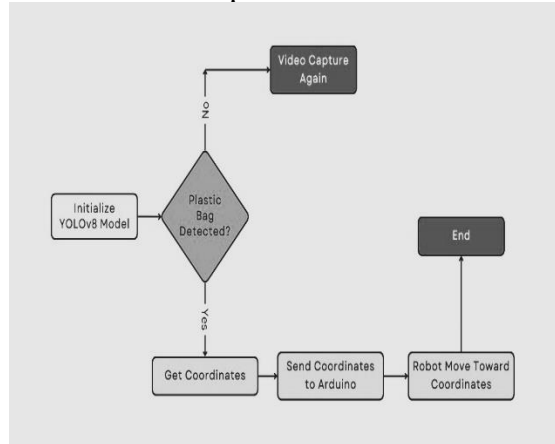 Video Capture
Again
No
Initialize
YOLOv8 Model
Plastic
Bag
Detected?
End
Yes
Get Coordinates
Send Coordinates
to Arduino
Robot Move Toward
Coordinates